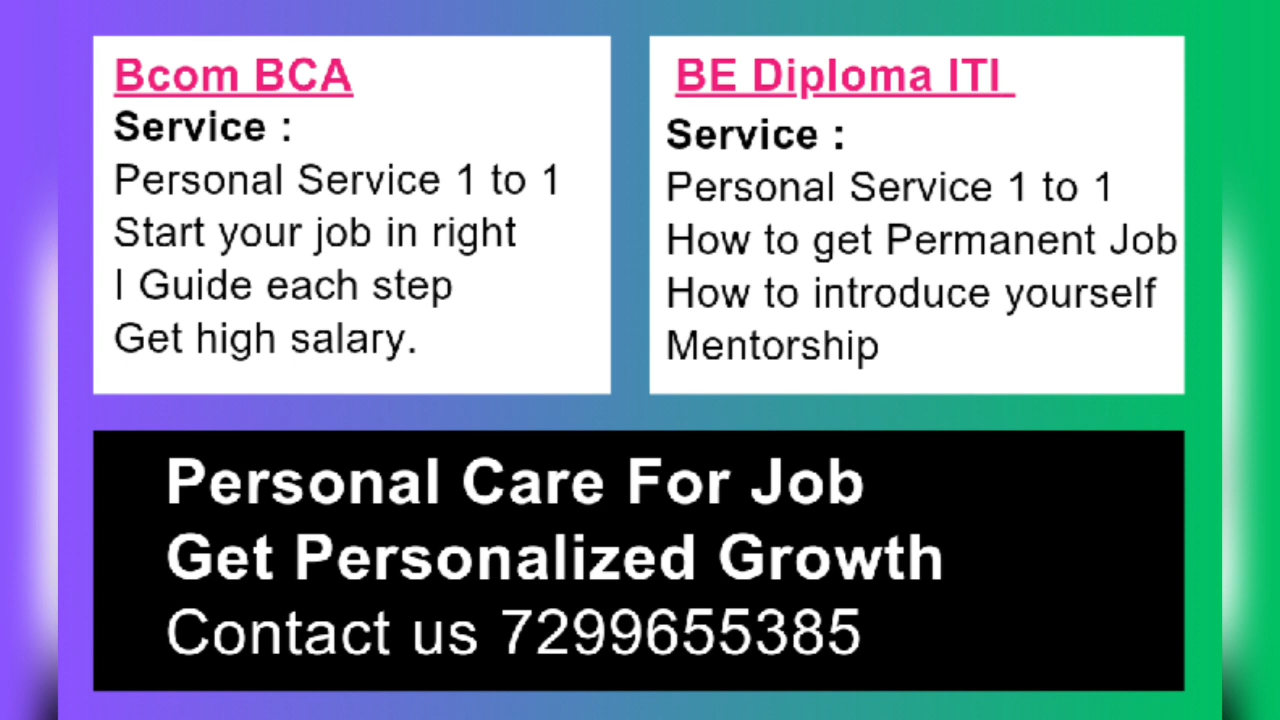 Bcom BCA
Service :
Personal Service 1 to 1
Start your job in right
I Guide each step
Get high salary.
BE Diploma ITI
Service :
Personal Service 1 to 1
How to get Permanent Job
How to introduce yourself
Mentorship
Personal Care For Job
Get Personalized Growth
Contact us 7299655385